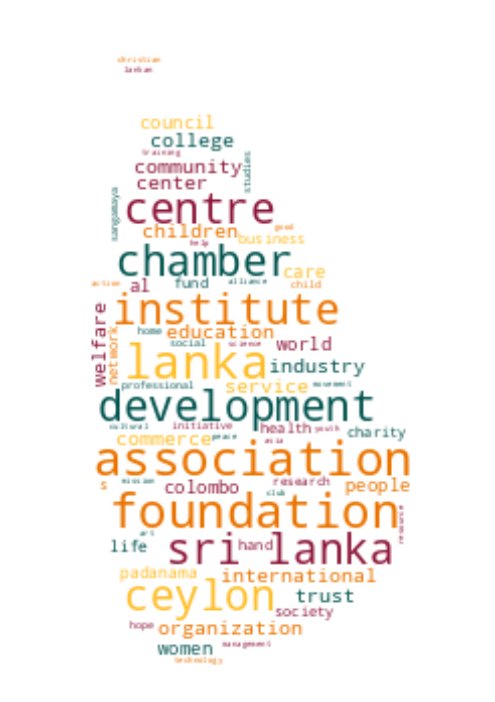 christian
lankan
council
college
training
studies
community
center
sangamaya
centre
children
good
help
business
chamber
care
action
al
fund
alliance
child
institute
welfare
network
home
education
social
science
world
lanka
industry
professional
service
movement
development
cultural
initiative
health
youth
charity
commerce
peace
asia
association
s
mission
colombo
research
people
club
foundation
resource
art
life
sri lanka
hand
padanama
international
ceylon
trust
society
hope
organization
women
management
technology